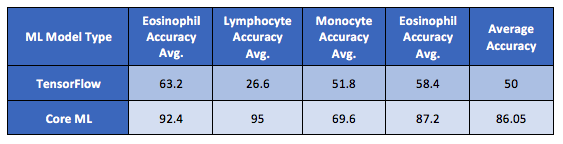 ML Model Type Eosinophil Accuracy Avg. Lymphocyte Accuracy Avg. Monocyte Accuracy Avg. Eosinophil Accuracy Avg. Average Accuracy
TensorFlow 63.2 26.6 51.8 58.4 50
Core ML 92.4 95 69.6 87.2 86.05